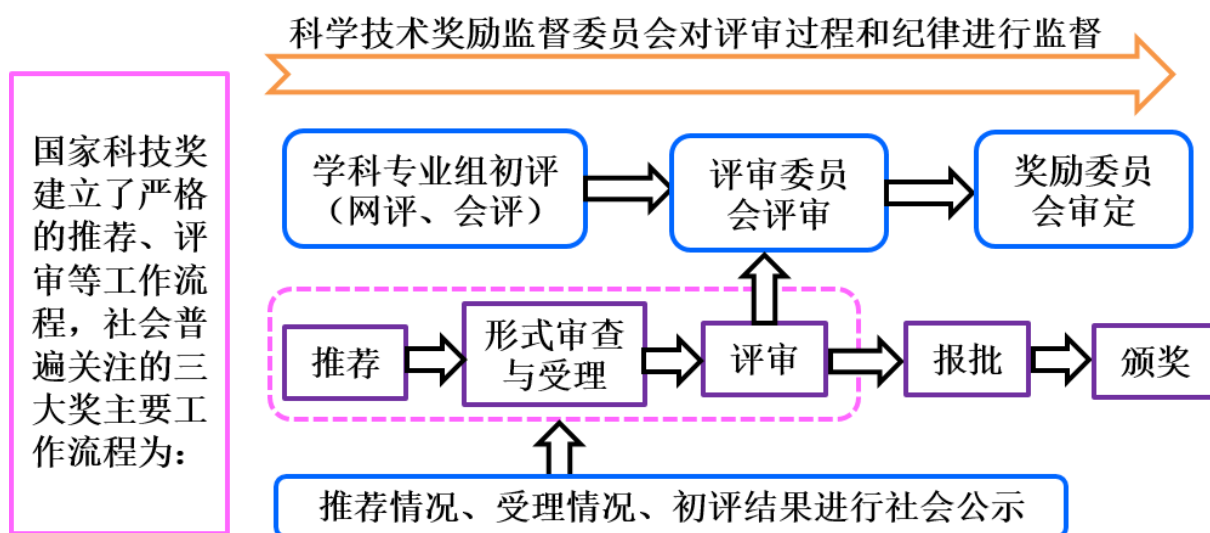 科学技术奖励监督委员会对评审过程和纪律进行监督
国家科技奖
建立了严格
的推荐、评
审等工作流
程，社会普
遍关注的三
大奖主要工
作流程为：
学科专业组初评
（网评、会评）
评审委员
会评审
奖励委员
会审定
推荐
形式审查
与受理
评审
报批
颁奖
推荐情况、受理情况、初评结果进行社会公示